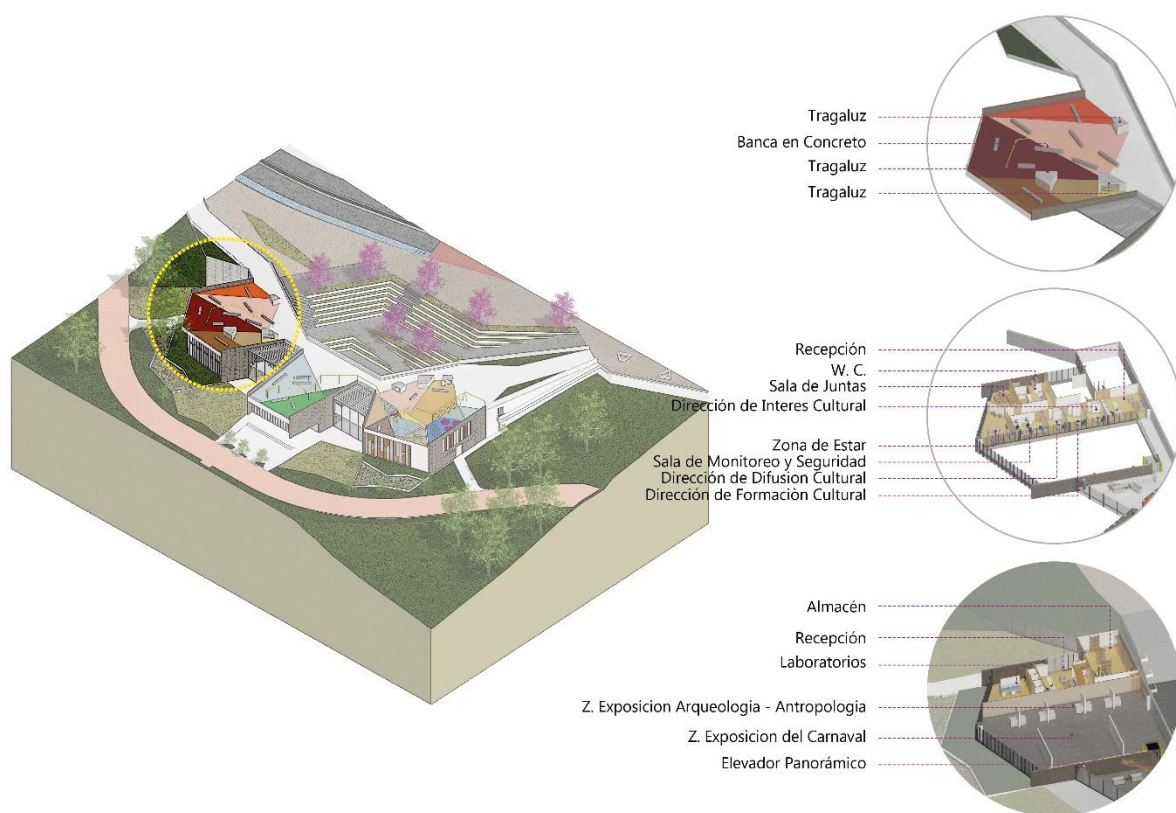 Tragaluz
Banca en Concreto
Tragaluz
Tragaluz
Recepción
W. C.
Sala de Juntas
Dirección de Interes Cultural
Zona de Estar
Sala de Monitoreo y Seguridad
Dirección de Difusion Cultural
Dirección de Formaciòn Cultural
Almacén
Recepción
Laboratorios
Z. Exposicion Arqueologia - Antropologia
Z. Exposicion del Carnaval
Elevador Panorámico